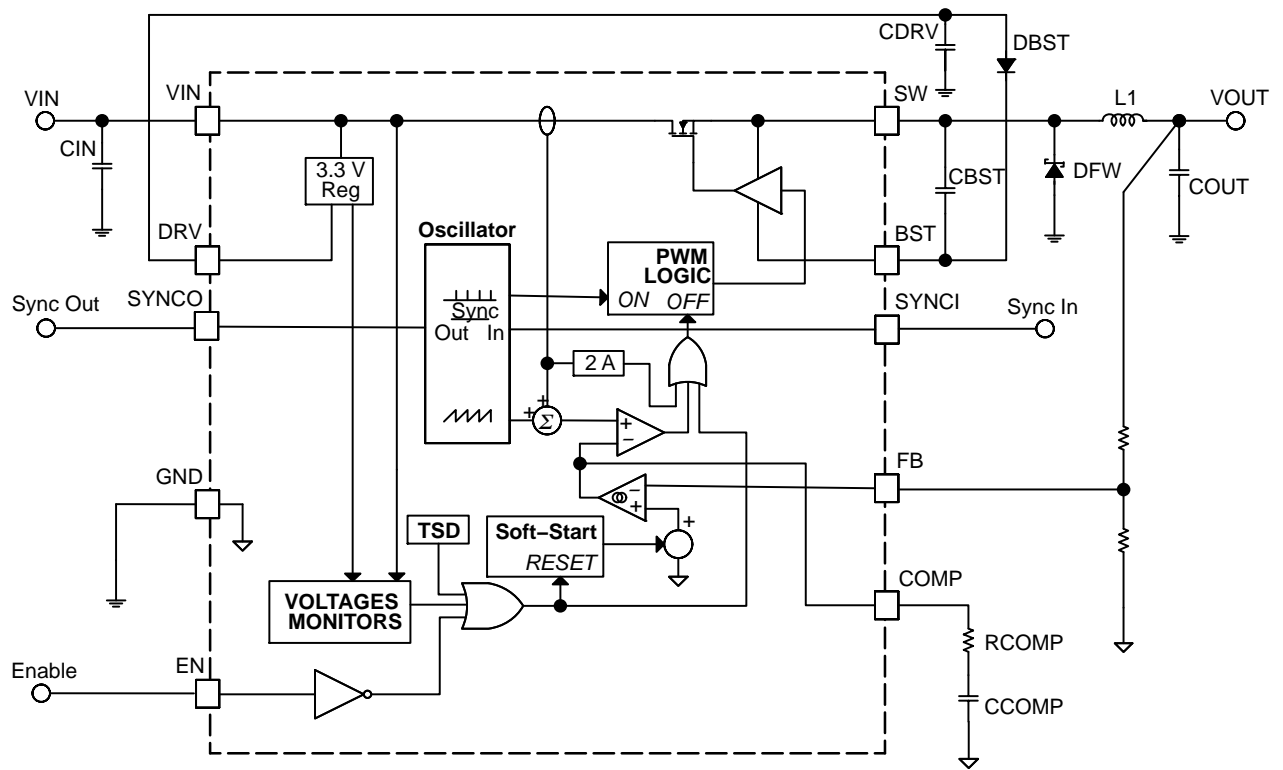 CDRV
DBST
VIN
VIN
SW
L1
VOUT
CIN
3.3 V
Reg
CBST
DFW
COUT
DRV
Oscillator
BST
PWM
LOGIC
ON OFF
SYNCO
SYNCI
Sync Out
Sync
Out In
Sync In
2 A
+
+
Σ
+
−
GND
FB
−
+
+
TSD
Soft–Start
RESET
COMP
VOLTAGES
MONITORS
RCOMP
EN
Enable
CCOMP